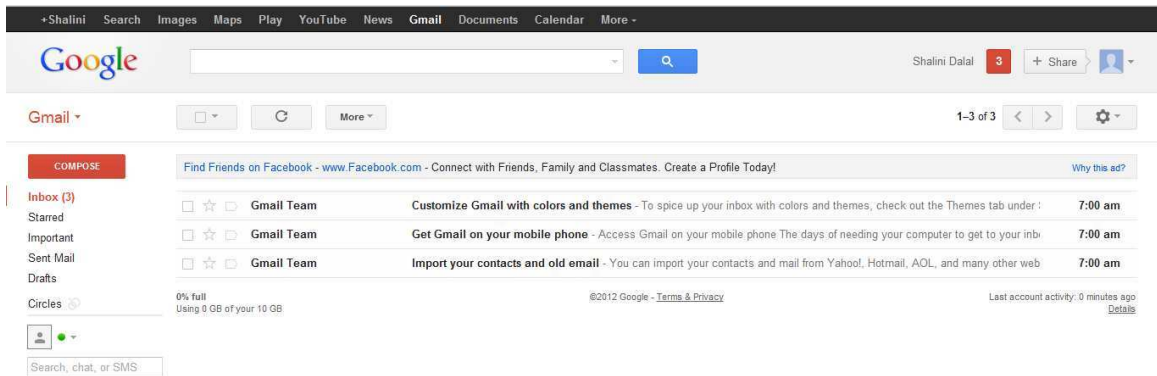 +Shalini Search Images Maps Play YouTube News Gmail Documents Calendar More
Google
Shalini Dalal 3 + Share
Gmail More 1–3 of 3
COMPOSE
Find Friends on Facebook - www.Facebook.com - Connect with Friends, Family and Classmates. Create a Profile Today! Why this ad?
Inbox (3)
Starred
Important
Sent Mail
Drafts
Circles
Gmail Team Customize Gmail with colors and themes - To spice up your inbox with colors and themes, check out the Themes tab under 7:00 am
Gmail Team Get Gmail on your mobile phone - Access Gmail on your mobile phone The days of needing your computer to get to your 7:00 am
Gmail Team Import your contacts and old email - You can import your contacts and mail from Yahoo!, Hotmail, AOL, and many other web 7:00 am
0% full
Using 0 GB of your 10 GB
©2012 Google - Terms & Privacy
Last account activity: 0 minutes ago
Details
Search, chat, or SMS